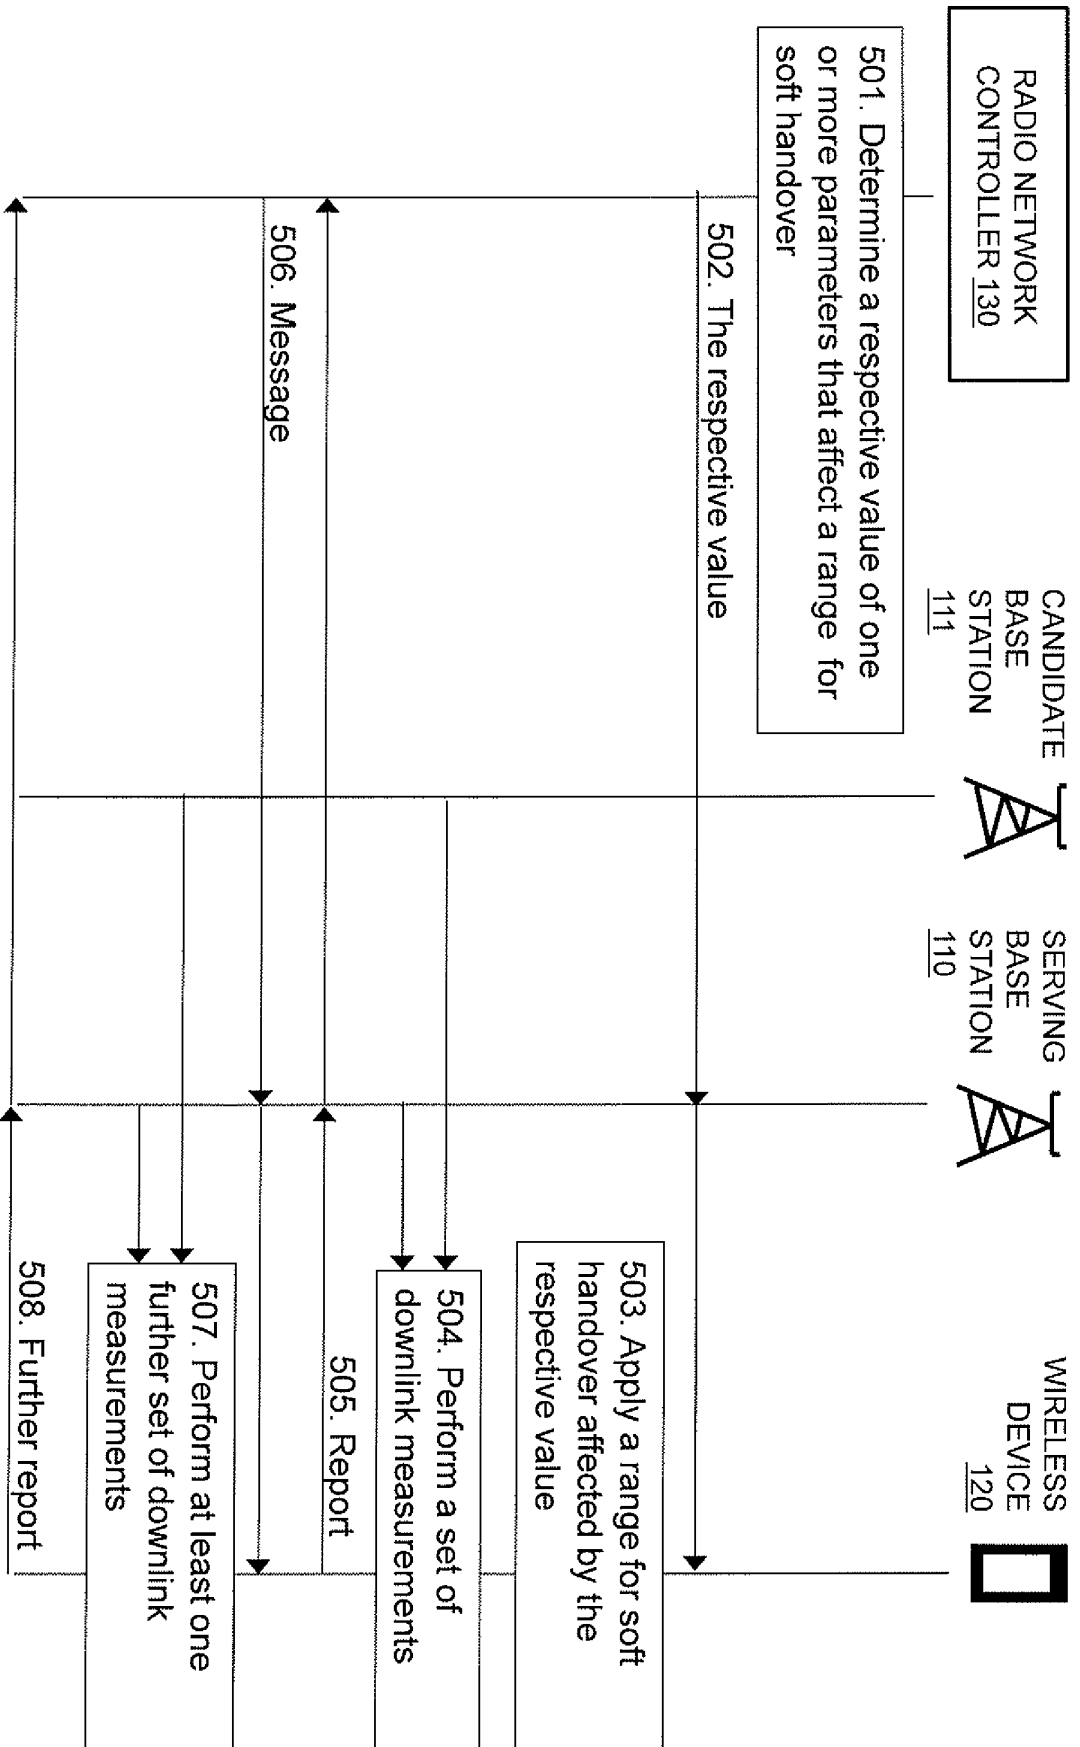 RADIO NETWORK
CONTROLLER 130
CANDIDATE
BASE
STATION
111
SERVING
BASE
STATION
110
WIRELESS
DEVICE
120
501. Determine a respective value of one
or more parameters that affect a range for
soft handover
502. The respective value
503. Apply a range for soft
handover affected by the
respective value
504. Perform a set of
downlink measurements
505. Report
506. Message
507. Perform at least one
further set of downlink
measurements
508. Further report